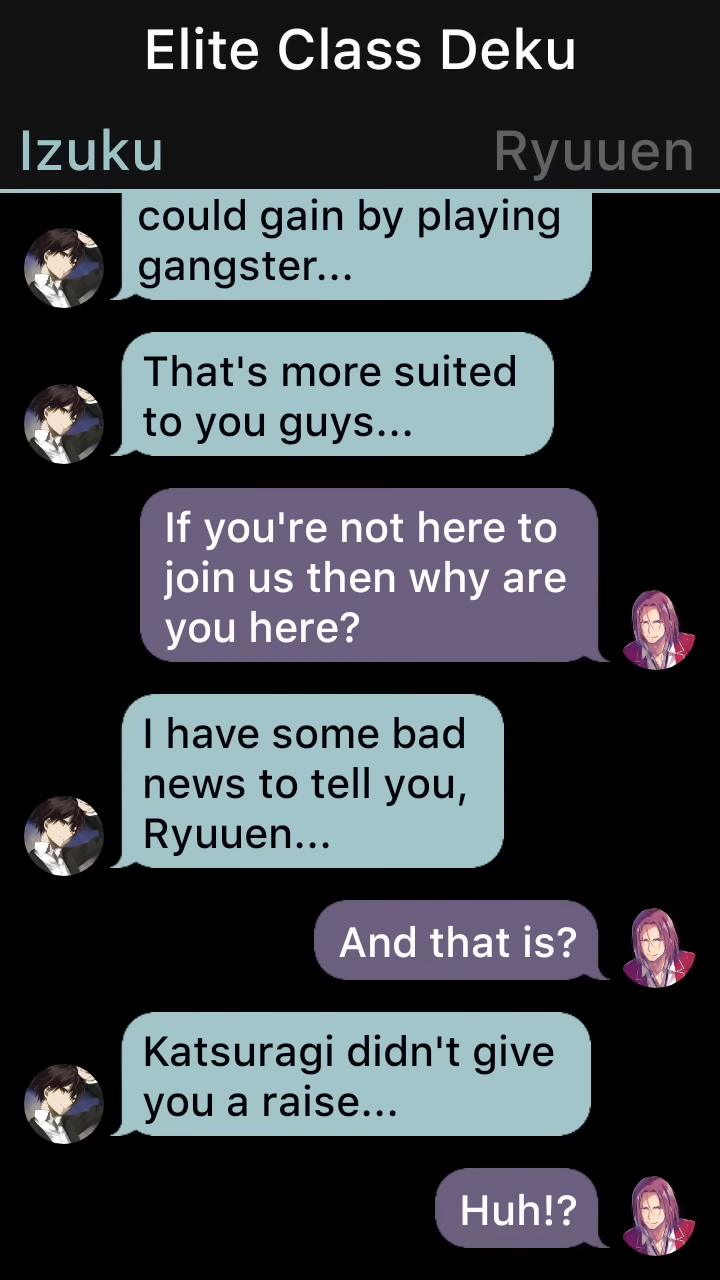 Elite Class Deku
Izuku
Ryuuen
could gain by playing
gangster...
That's more suited
to you guys...
If you're not here to
join us then why are
you here?
I have some bad
news to tell you,
Ryuuen...
And that is?
Katsuragi didn't give
you a raise...
Huh!?